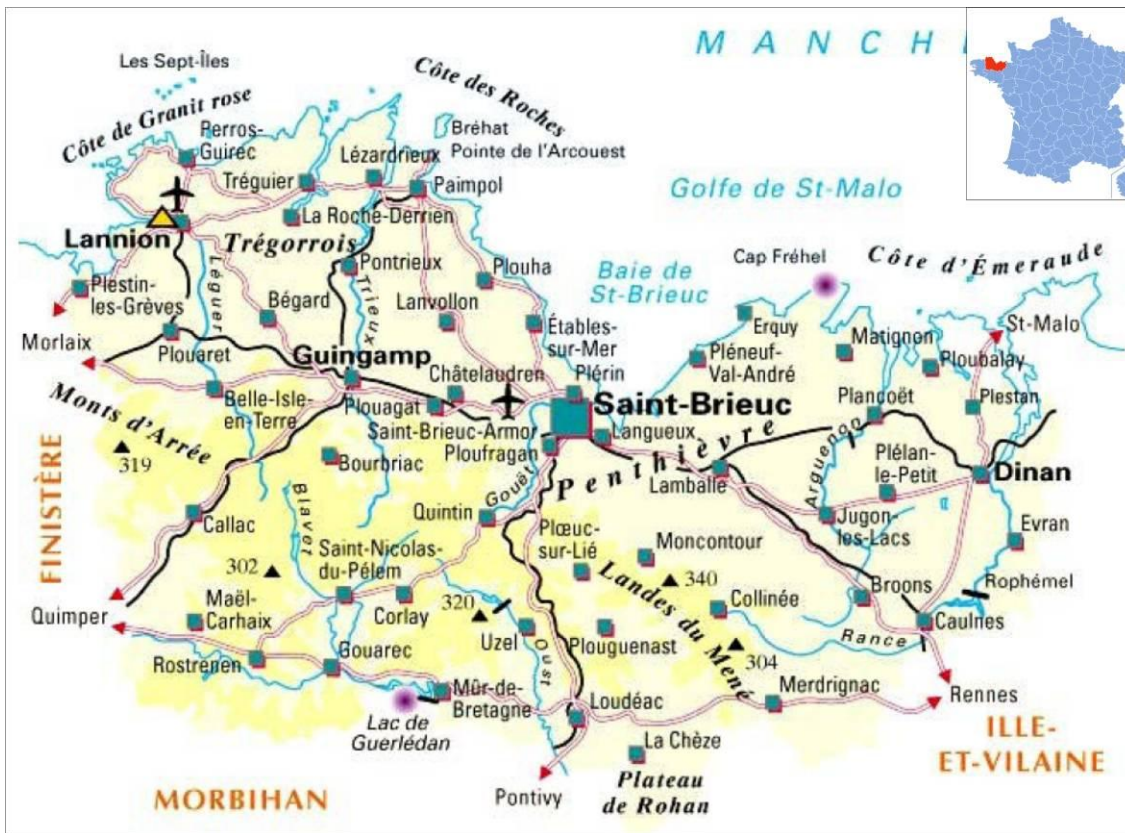 MANCHE
Les Sept-Îles
Côte de Granit rose
Côte des Roches
Perros-
Guirec
Bréhat
Pointe de l'Arcouest
Lézardrieux
Tréguier
Paimpol
Golfe de St-Malo
La Roche-Derrien
Lannion
Trégorrois
Pontrieux
Plouha
Baie de
St-Brieuc
Cap Fréhel
Côte d'Émeraude
Plestin-
les-Grèves
Léguer
Bégard
Trieux
Lanvollon
Étables-
sur-Mer
Erquy
Matignon
St-Malo
Morlaix
Plouaret
Guingamp
Pléneuf-
Val-André
Ploubalay
Châtelaudren
Plérin
Belle-Isle-
en-Terre
Plouagat
Saint-Brieuc
Plancoët
Plestan
Monts d'Arrée
Saint-Brieuc-Armor
Langueux
319
Bourbriac
Ploufragan
Penthièvre
Arguenon
Plélan-
le-Petit
Dinan
FINISTÈRE
Lamballe
Blavet
Gouët
Callac
Quintin
Jugon-
les-Lacs
Evran
Plœuc-
sur-Lié
Moncontour
Saint-Nicolas-
du-Pélem
302
340
Landes du Mené
Broons
Rophémel
Quimper
Maël-
Carhaix
Corlay
320
Collinée
Caulnes
Uzel
Plouguenast
Rance
304
Rostrenen
Gouarec
Oust
Mûr-de-
Bretagne
Loudéac
Merdrignac
Rennes
Lac de
Guerlédan
La Chèze
ILLE-
ET-VILAINE
Plateau
de Rohan
MORBIHAN
Pontivy